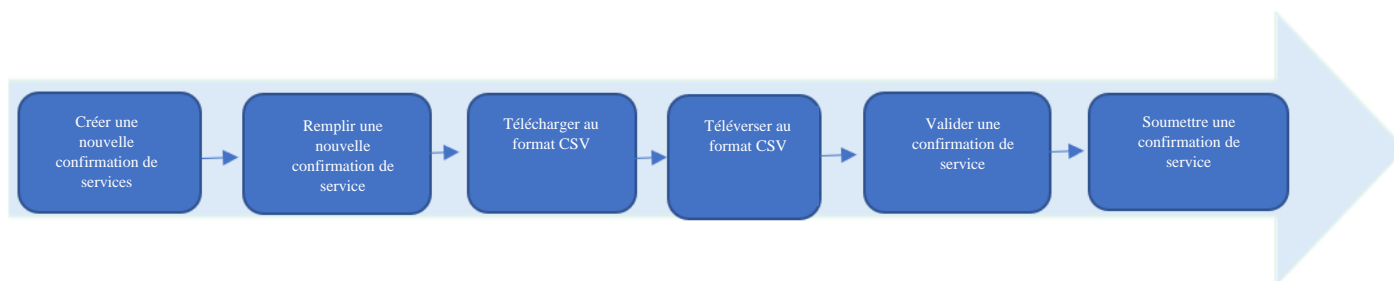 Créer une
nouvelle
confirmation de
services
Remplir une
nouvelle
confirmation de
service
Télécharger au
format CSV
Téléverser au
format CSV
Valider une
confirmation de
service
Soumettre une
confirmation de
service